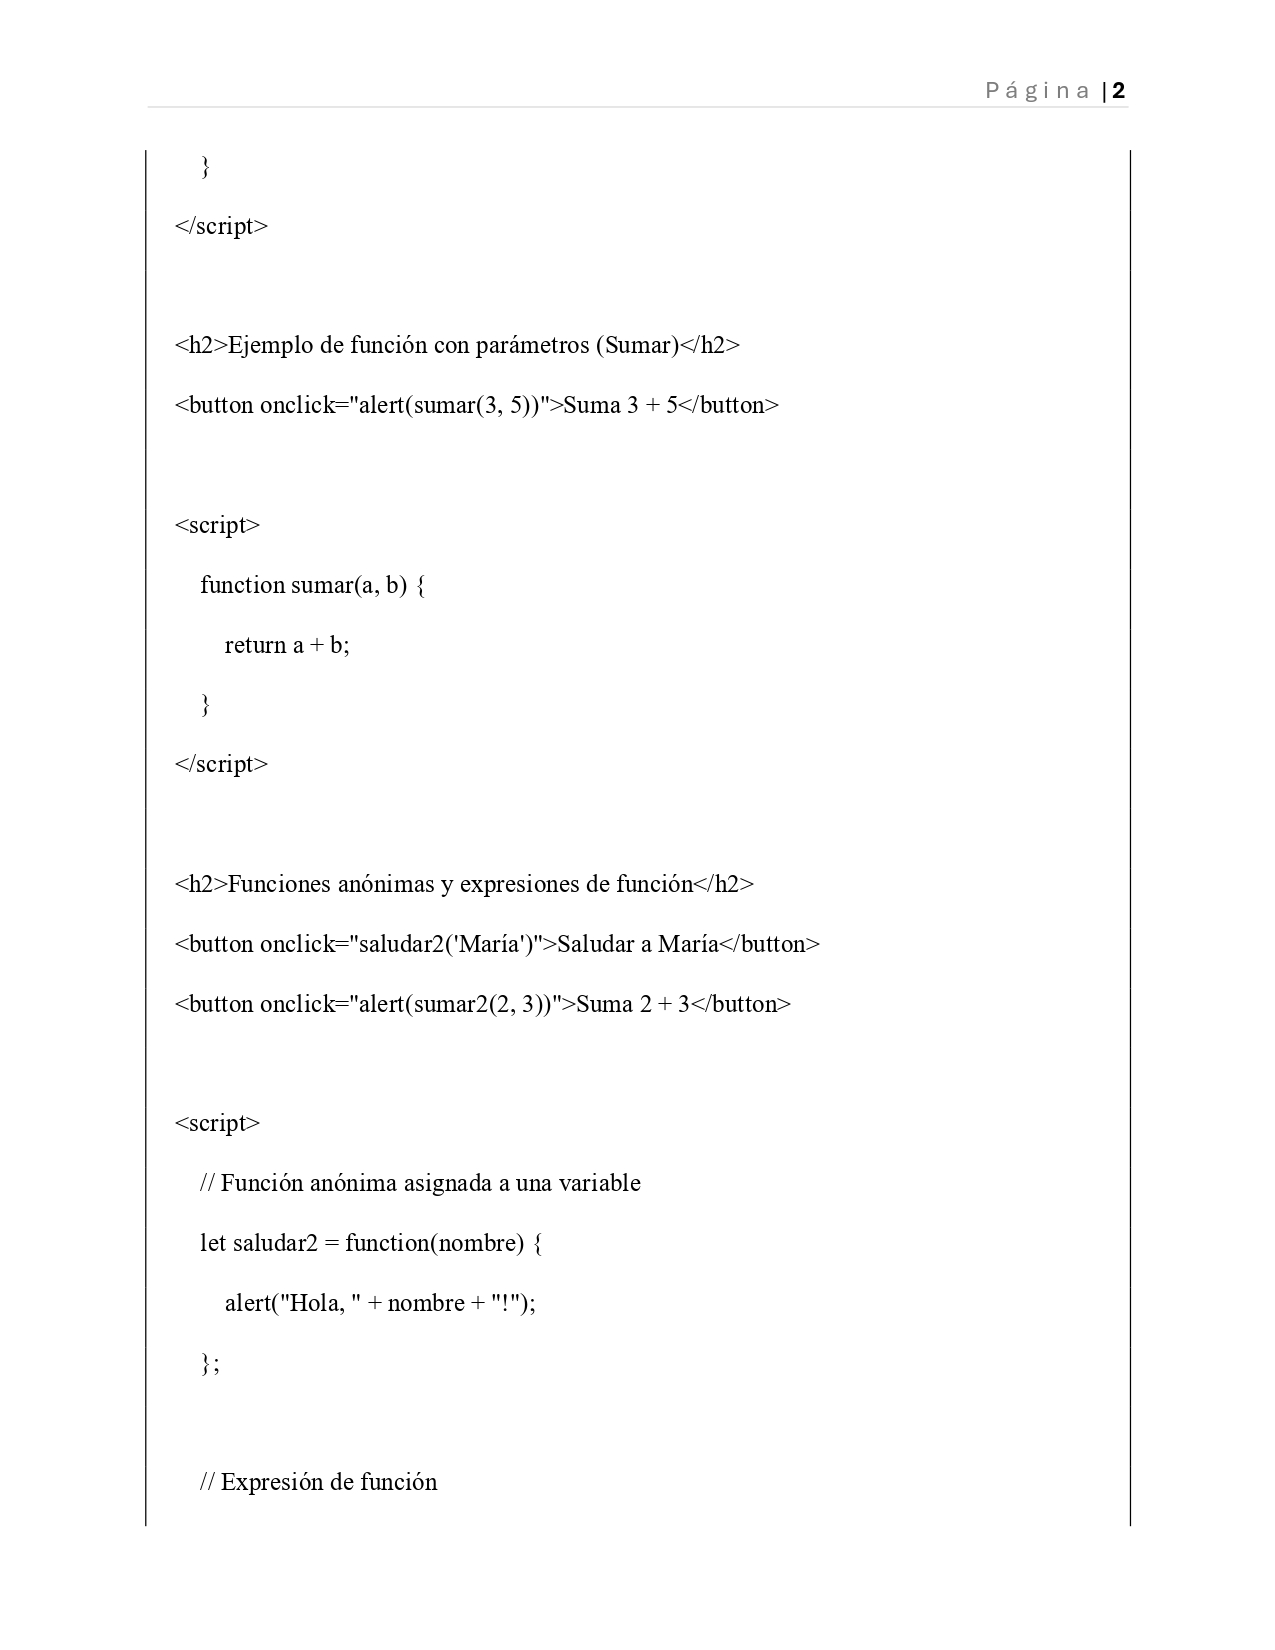 Página |2
}
</script>
<h2>Ejemplo de función con parámetros (Sumar)</h2>
<button onclick="alert(sumar(3, 5))">Suma 3 + 5</button>
<script>
function sumar(a, b) {
return a + b;
}
</script>
<h2>Funciones anónimas y expresiones de función</h2>
<button onclick="saludar2('María')">Saludar a María</button>
<button onclick="alert(sumar2(2, 3))">Suma 2 + 3</button>
<script>
// Función anónima asignada a una variable
let saludar2 = function(nombre) {
alert("Hola, " + nombre + "!");
};
// Expresión de función